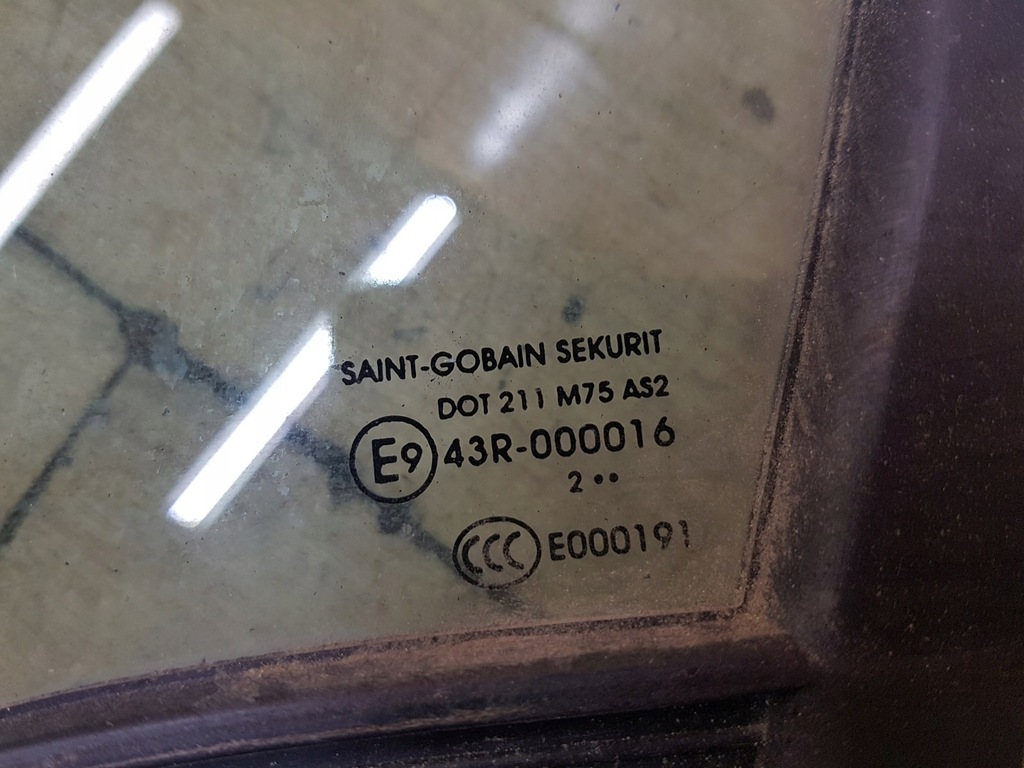 SAINT-GOBAIN SEKURIT
DOT 211 M75 AS2
E9 43R-000016
2 ••
CCC E000191